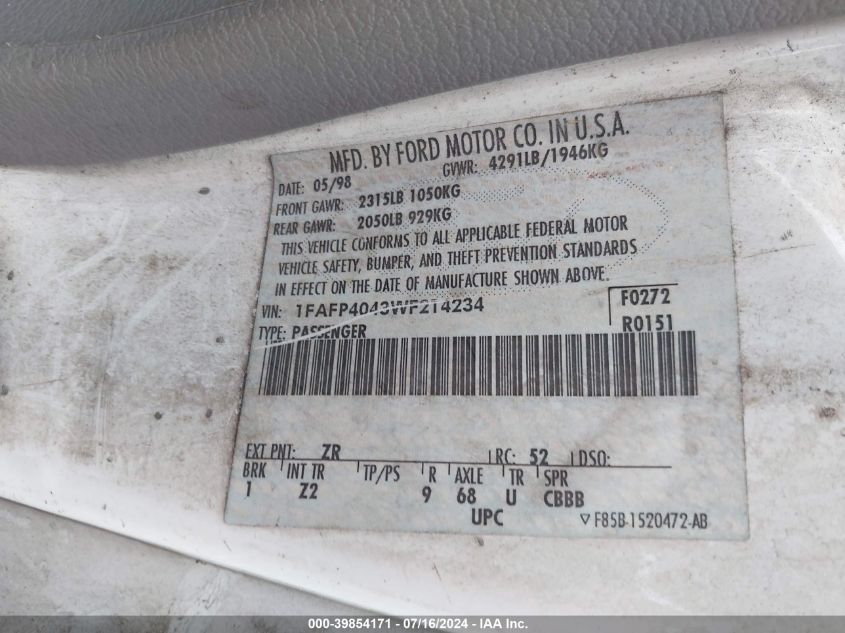 MFD. BY FORD MOTOR CO. IN U.S.A.
DATE: 05/98 GVWR: 4291LB/1946KG
FRONT GAWR: 2315LB 1050KG
REAR GAWR: 2050LB 929KG
THIS VEHICLE CONFORMS TO ALL APPLICABLE FEDERAL MOTOR
VEHICLE SAFETY, BUMPER, AND THEFT PREVENTION STANDARDS
IN EFFECT ON THE DATE OF MANUFACTURE SHOWN ABOVE.
VIN: 1FAFP4043WF214234 F0272
TYPE: PASSENGER R0151
EXT PNT: ZR RC: 52 DSO:
BRK INT TR TP/PS R AXLE TR SPR
1 Z2 9 68 U CBBB
UPC ▽ F85B-1520472-AB
000-39854171 - 07/16/2024 - IAA Inc.